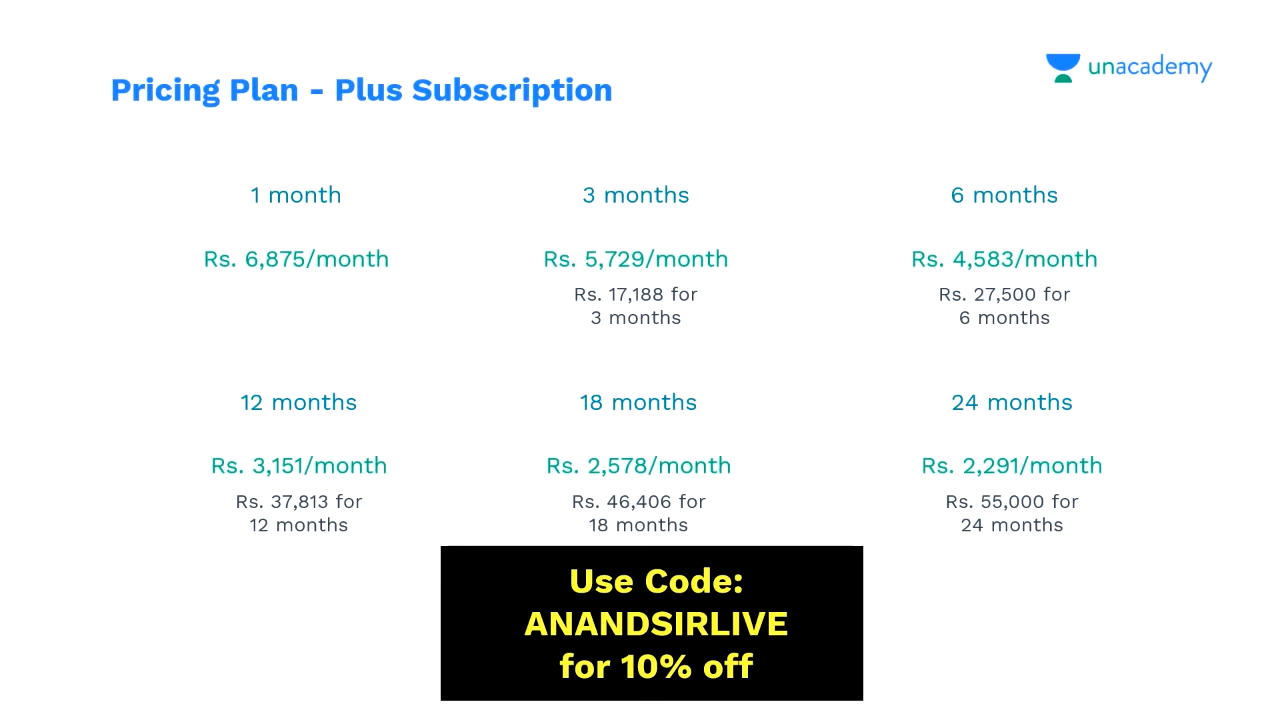 unacademy
Pricing Plan - Plus Subscription
1 month
Rs. 6,875/month
3 months
Rs. 5,729/month
Rs. 17,188 for
3 months
6 months
Rs. 4,583/month
Rs. 27,500 for
6 months
12 months
Rs. 3,151/month
Rs. 37,813 for
12 months
18 months
Rs. 2,578/month
Rs. 46,406 for
18 months
24 months
Rs. 2,291/month
Rs. 55,000 for
24 months
Use Code:
ANANDSIRLIVE
for 10% off